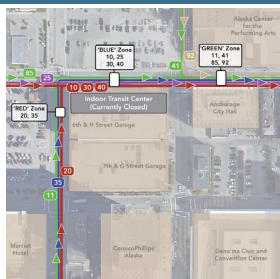 Alaska Center
for the
Performing Arts
'BLUE' Zone
10, 25
30, 40
'GREEN' Zone
11, 41
85, 92
92
41
85
25
10 30 40
'RED' Zone
20, 35
Indoor Transit Center
(Currently Closed)
Anchorage
City Hall
6th & H Street Garage
7th & G Street Garage
20
35
11
Marriott
Hotel
ConocoPhillips
Alaska
Dena'ina Civic and
Convention Center